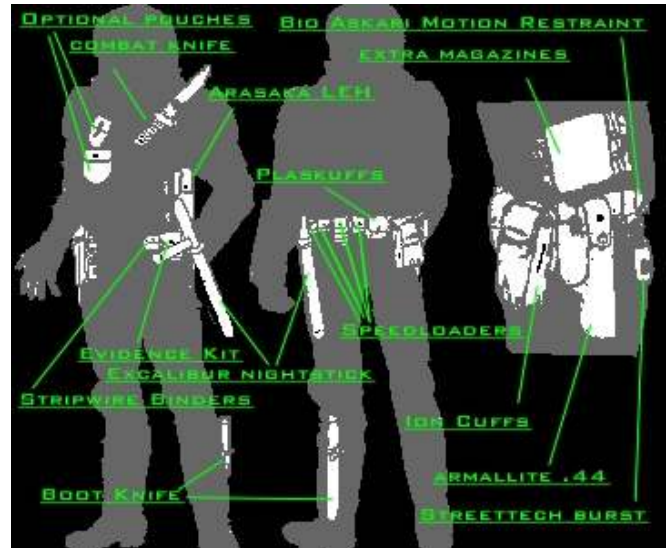 Optional pouches
combat knife
Arasaka LEH
Bio Askari Motion Restraint
extra magazines
Plaskuffs
Speedloaders
Evidence Kit
Excalibur nightstick
Stripwire Binders
Ion Cuffs
Boot Knife
armallite .44
Streettech burst